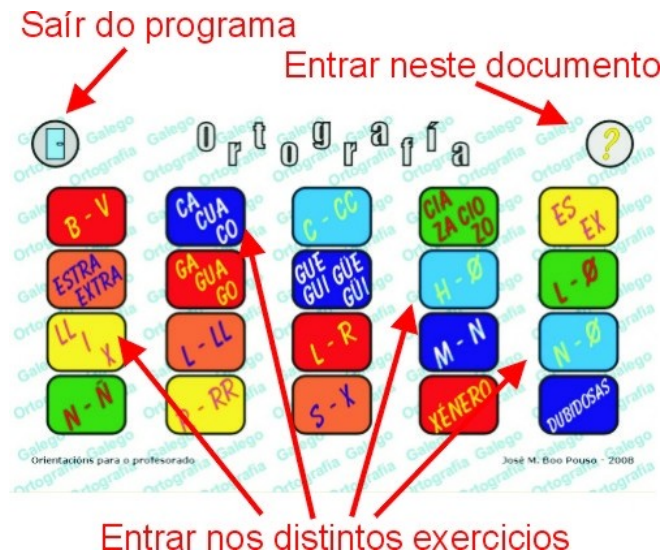 Saír do programa
Entrar neste documento
?
Ortografía
B - V
CA
CUA
CO
C - CC
CIA
ZA CIO
ZO
ES
EX
ESTRA
EXTRA
GA
GUA
GO
GUE GÜE
GUI GÜI
H - Ø
L - Ø
LL
I
X
L - LL
L - R
M - N
N - Ø
N - Ñ
R - RR
S - X
XÉNERO
DUBIDOSAS
Orientacións para o profesorado
José M. Boo Pouso - 2008
Entrar nos distintos exercicios